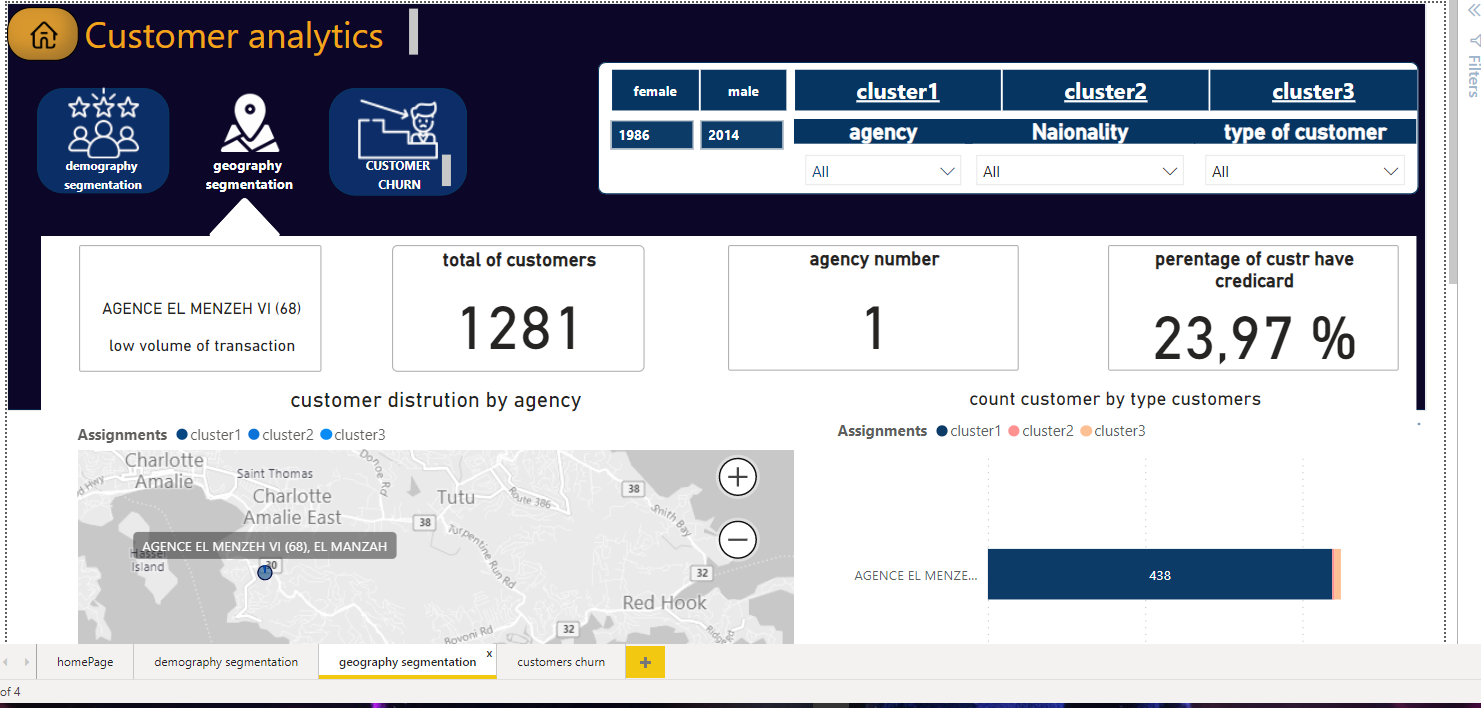 Customer analytics
demography
segmentation
geography
segmentation
CUSTOMER
CHURN
female
male
1986
2014
cluster1
cluster2
cluster3
agency
Naionality
type of customer
All
All
All
Filters
AGENCE EL MENZEH VI (68)
low volume of transaction
total of customers
1281
agency number
1
perentage of custr have
credicard
23,97 %
customer distrution by agency
Assignments cluster1 cluster2 cluster3
Charlotte
Amalie
Saint Thomas
Charlotte
Amalie East
Donoe Rd
Tutu
Route 386
38
38
Smith Bay
Turpentine Run Rd
d Hwy
AGENCE EL MENZEH VI (68), EL MANZAH
Island
30
32
Red Hook
32
Bovoni Rd
count customer by type customers
Assignments cluster1 cluster2 cluster3
AGENCE EL MENZE...
438
homePage
demography segmentation
geography segmentation
x
customers churn
+
of 4